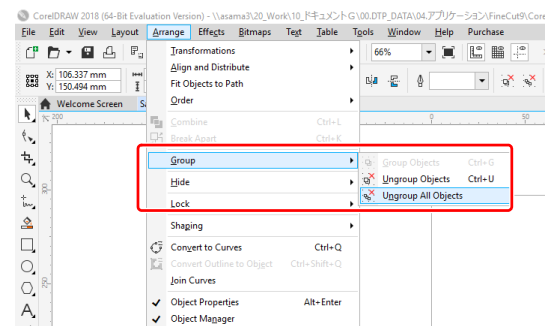 CorelDRAW 2018 (64-Bit Evaluation Version) - \\asama3\20_Work\10_ドキュメントG\00.DTP_DATA\04.アプリケーション\FineCut9\Core
File Edit View Layout Arrange Effects Bitmaps Text Table Tools Window Help Purchase
66%
X: 106.337 mm
Y: 150.494 mm
Welcome Screen
200 0 50
300
250
Transformations
Align and Distribute
Fit Objects to Path
Order
Combine Ctrl+L
Break Apart Ctrl+K
Group
Group Objects Ctrl+G
Hide
Ungroup Objects Ctrl+U
Lock
Ungroup All Objects
Shaping
Convert to Curves Ctrl+Q
Convert Outline to Object Ctrl+Shift+Q
Join Curves
Object Properties Alt+Enter
Object Manager